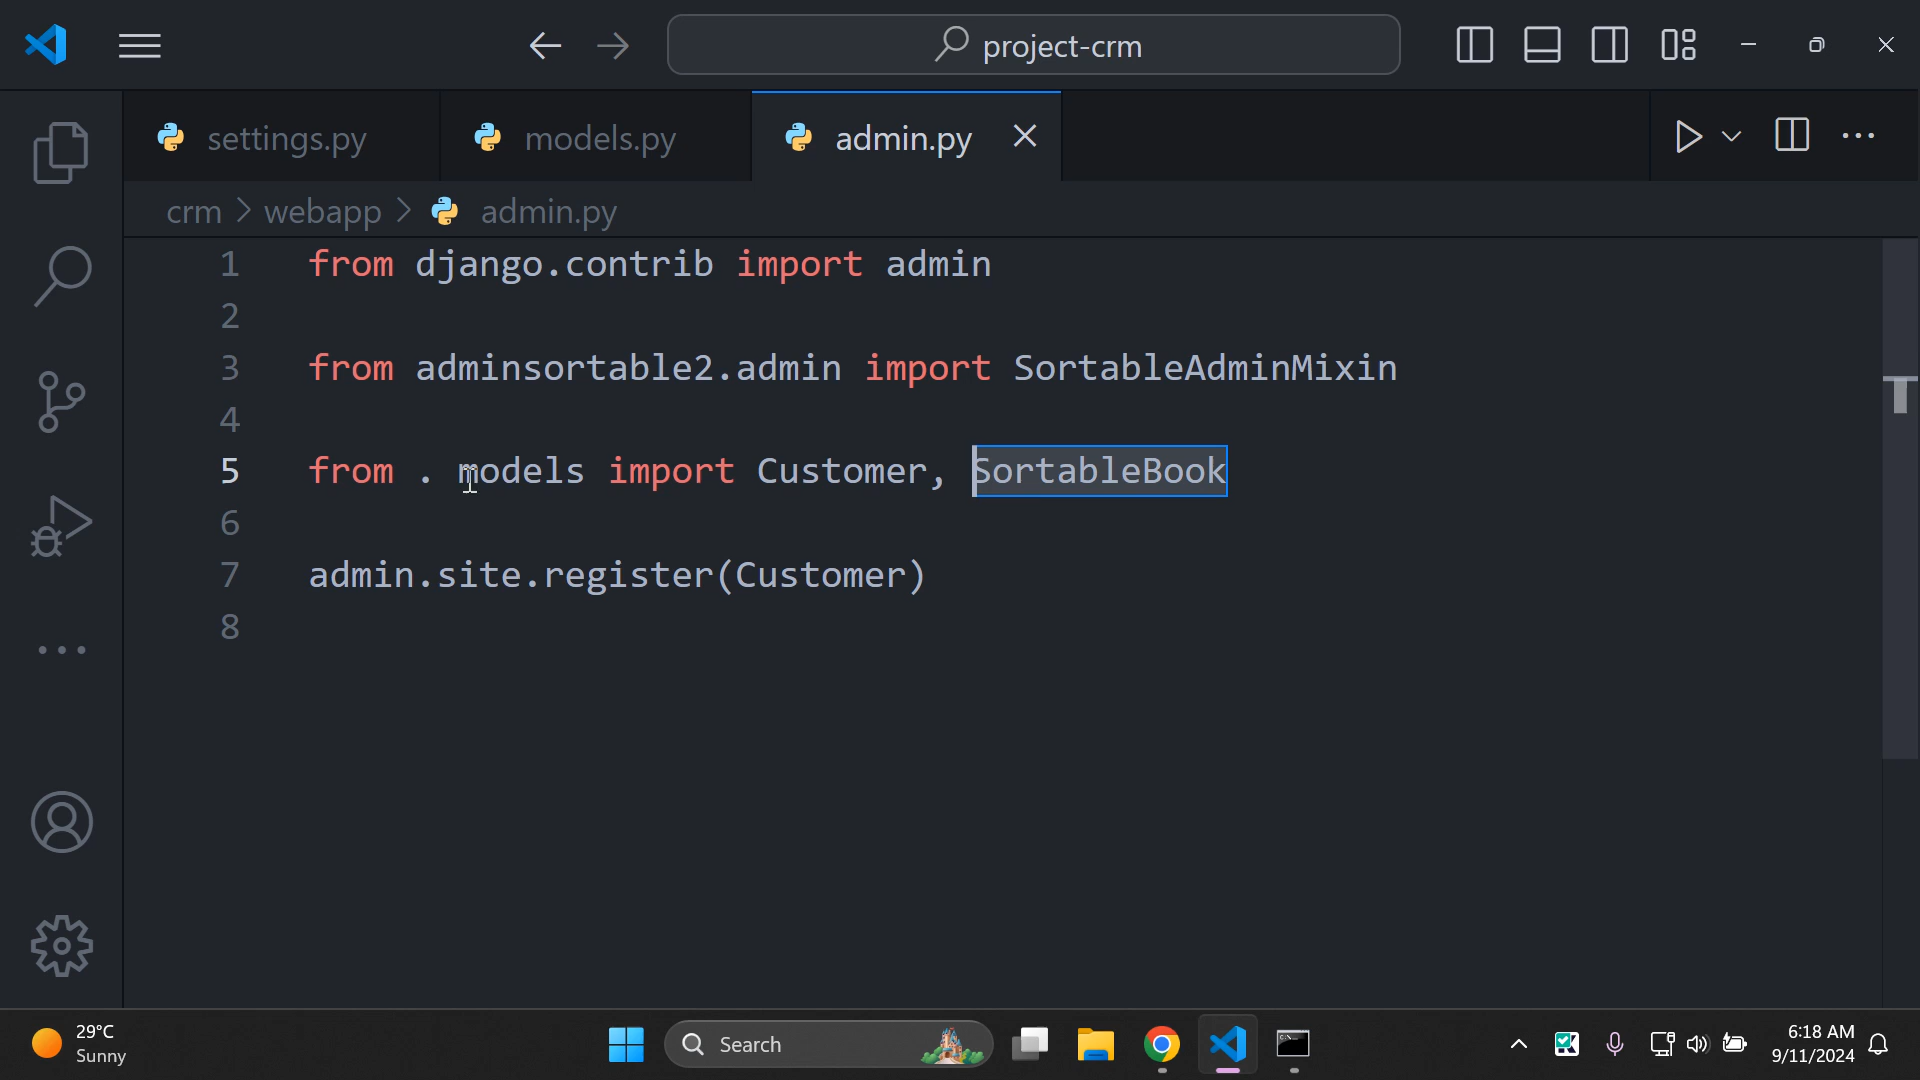 project-crm
settings.py
models.py
admin.py
crm > webapp > admin.py
1 from django.contrib import admin
2
3 from adminsortable2.admin import SortableAdminMixin
4
5 from . models import Customer, SortableBook
6
7 admin.site.register(Customer)
8
29°C
Sunny
Search
6:18 AM
9/11/2024